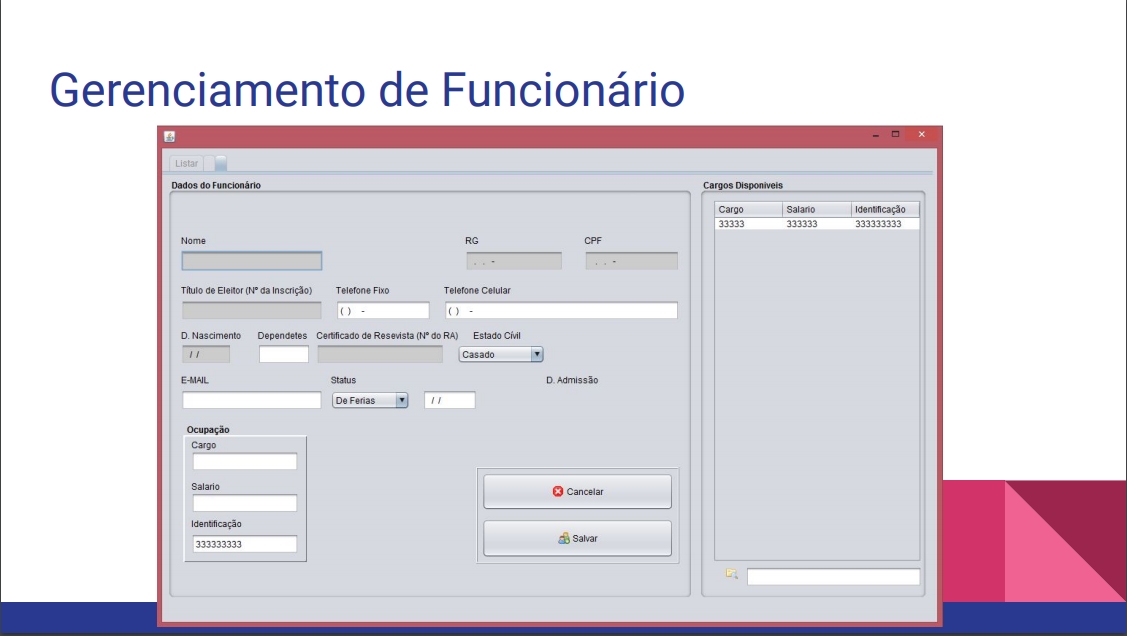 Gerenciamento de Funcionário
Listar
Dados do Funcionário
Cargos Disponiveis
Cargo Salario Identificação
33333 333333 333333333
Nome RG CPF
. . - . . -
Título de Eleitor (Nº da Inscrição) Telefone Fixo Telefone Celular
( ) - ( ) -
D. Nascimento Dependetes Certificado de Resevista (Nº do RA) Estado Cívil
/ / Casado
E-MAIL Status D. Admissão
De Ferias / /
Ocupação
Cargo
Salario
Identificação
333333333
Cancelar
Salvar